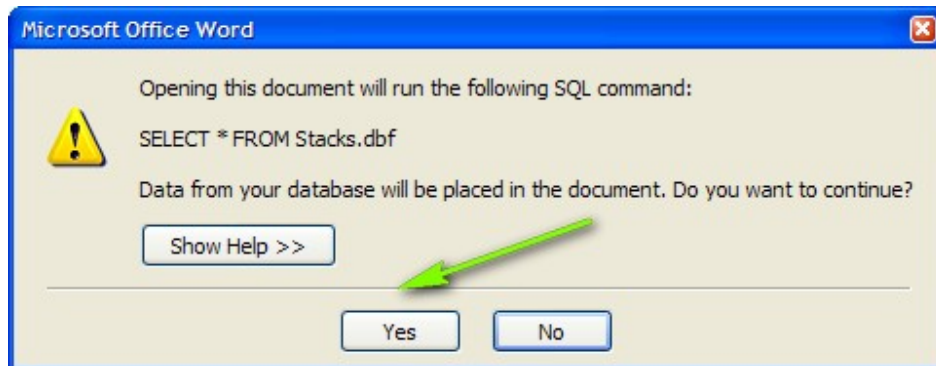 Microsoft Office Word
Opening this document will run the following SQL command:
SELECT * FROM Stacks.dbf
Data from your database will be placed in the document. Do you want to continue?
Show Help >>
Yes No